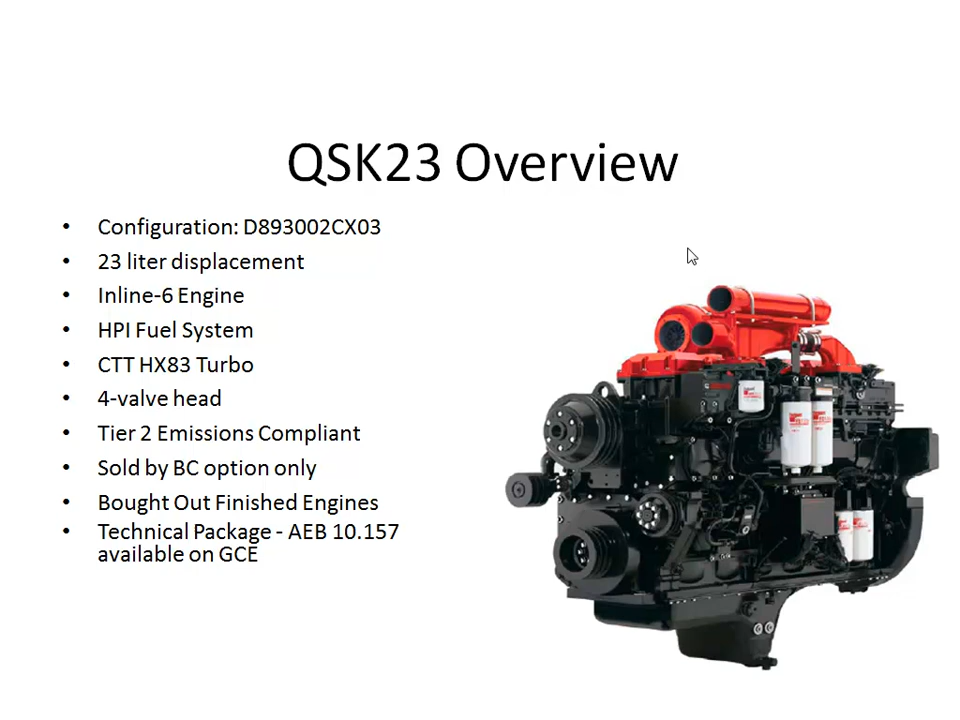 QSK23 Overview
• Configuration: D893002CX03
• 23 liter displacement
• Inline-6 Engine
• HPI Fuel System
• CTT HX83 Turbo
• 4-valve head
• Tier 2 Emissions Compliant
• Sold by BC option only
• Bought Out Finished Engines
• Technical Package - AEB 10.157
available on GCE